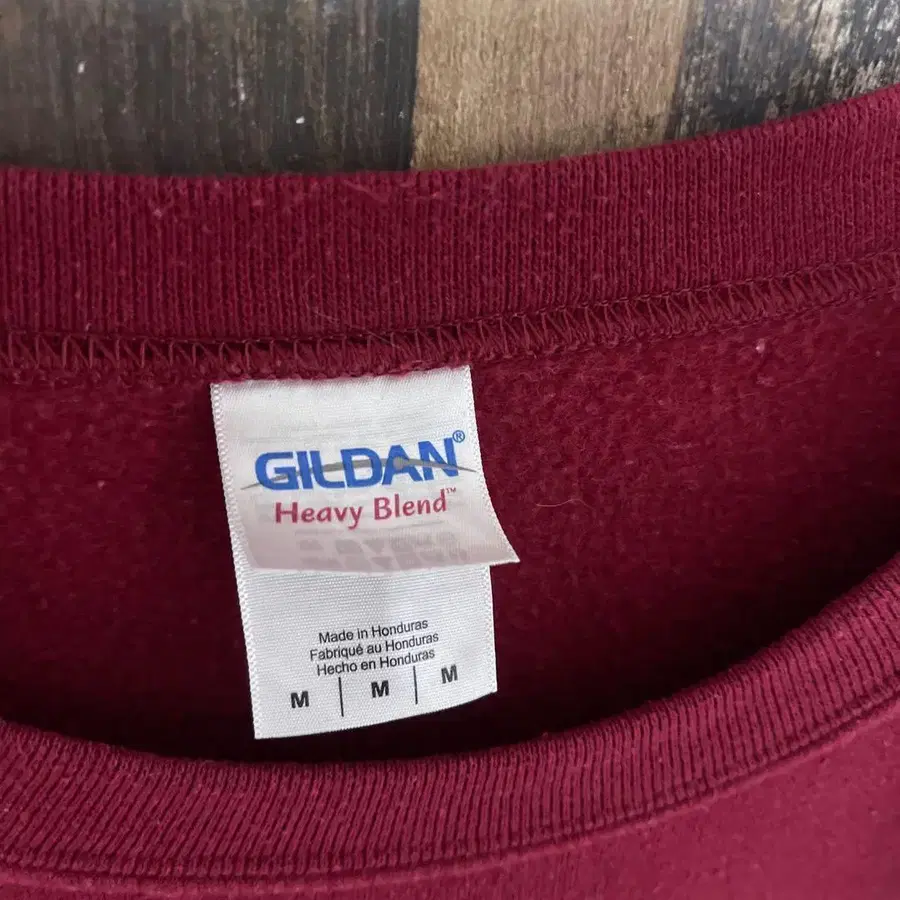 GILDAN®
Heavy Blend™
Made in Honduras
Fabriqué au Honduras
Hecho en Honduras
M | M | M